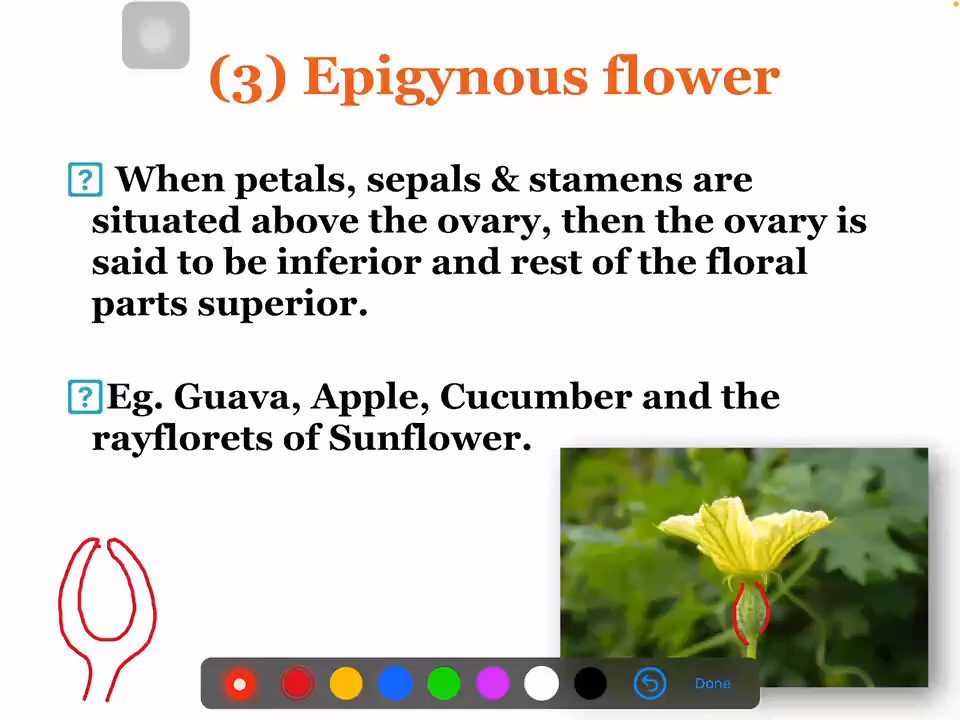 (3) Epigynous flower
? When petals, sepals & stamens are
situated above the ovary, then the ovary is
said to be inferior and rest of the floral
parts superior.
? Eg. Guava, Apple, Cucumber and the
rayflorets of Sunflower.
Done